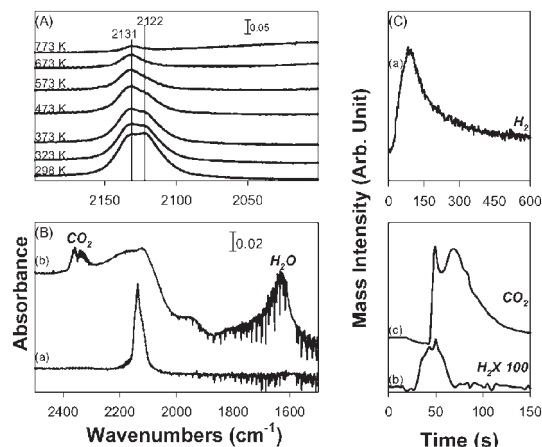 (A)
2131
2122
0.05
773 K
673 K
573 K
473 K
373 K
323 K
298 K
2150 2100 2050
(B)
CO2
(b)
0.02
H2O
(a)
2400 2200 2000 1800 1600
Absorbance
Wavenumbers (cm-1)
(C)
(a)
H2
0 150 300 450 600
Mass Intensity (Arb. Unit)
CO2
(c)
H2X 100
(b)
0 50 100 150
Time (s)